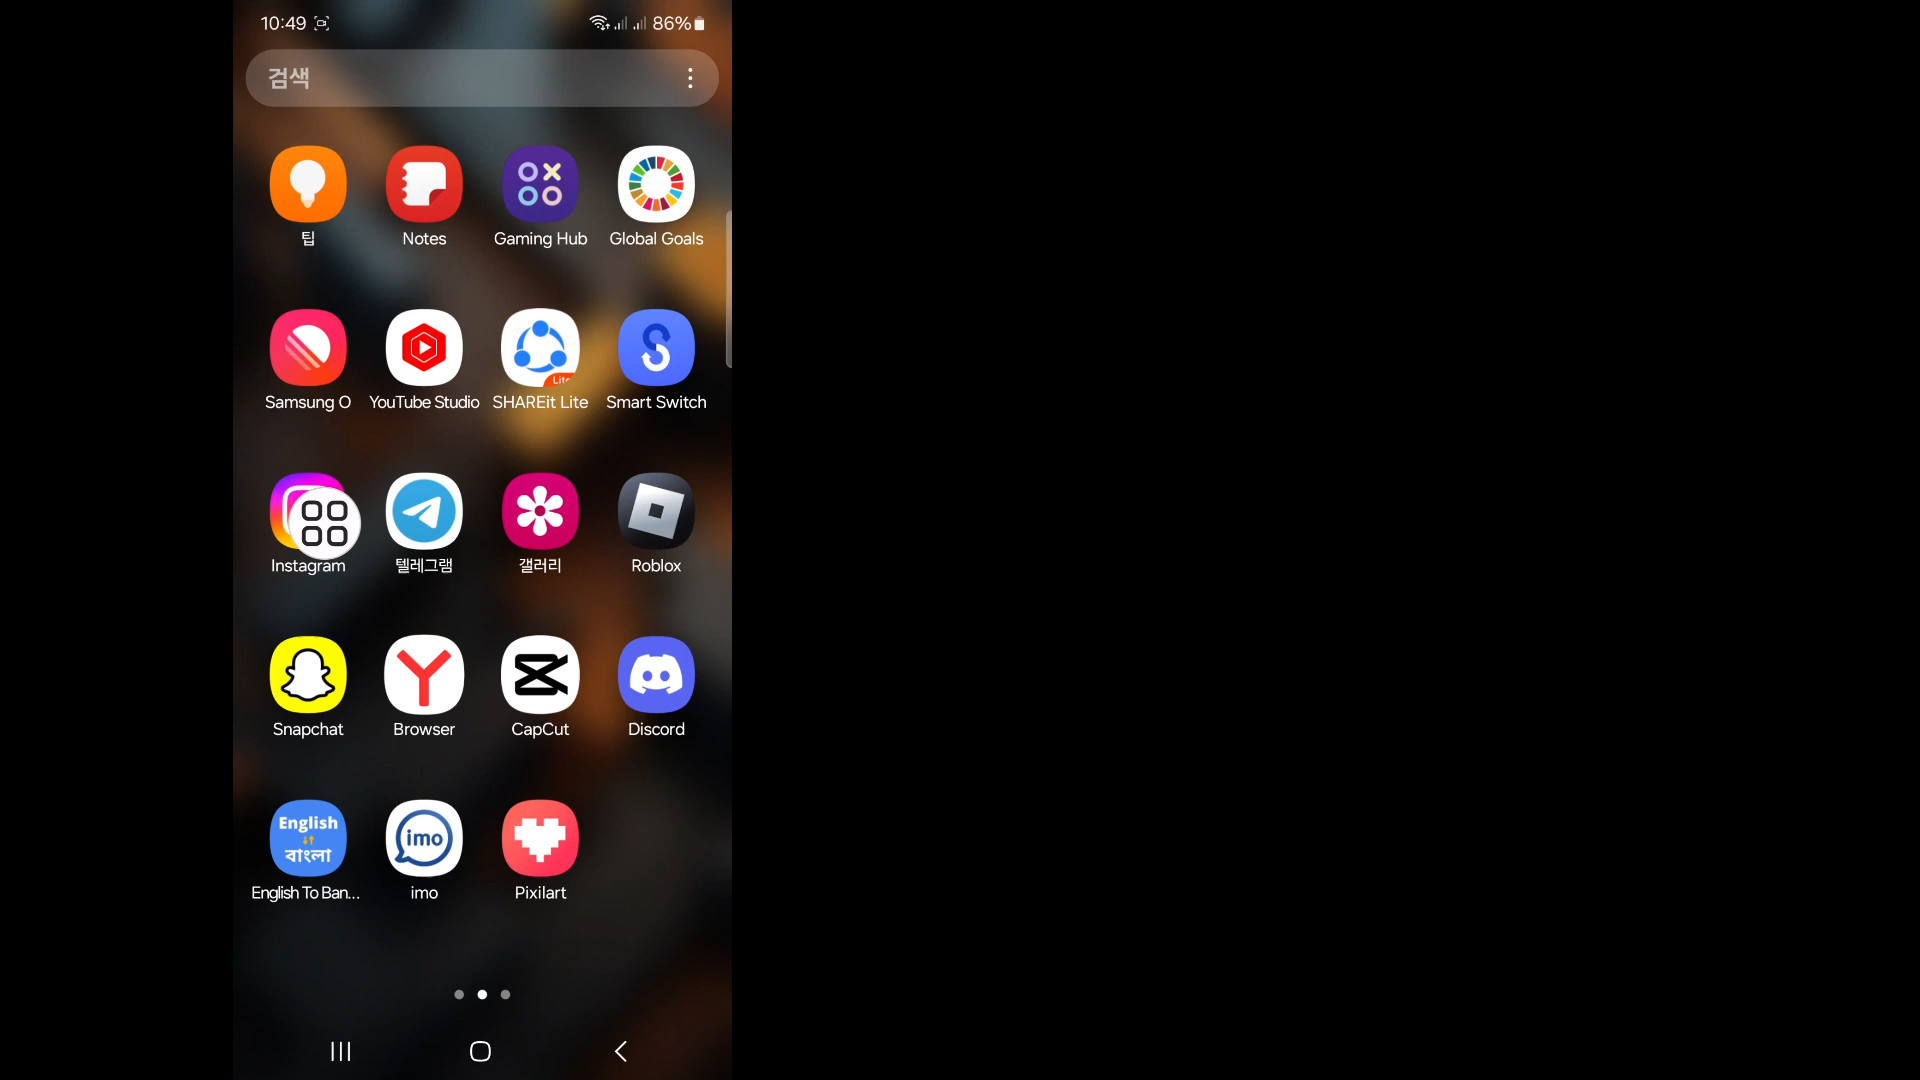 10:49 86%
검색
팁 Notes Gaming Hub Global Goals
Lite
Samsung O YouTube Studio SHAREit Lite Smart Switch
Instagram 텔레그램 갤러리 Roblox
Snapchat Browser CapCut Discord
English
বাংলা
imo
English To Ban... imo Pixilart